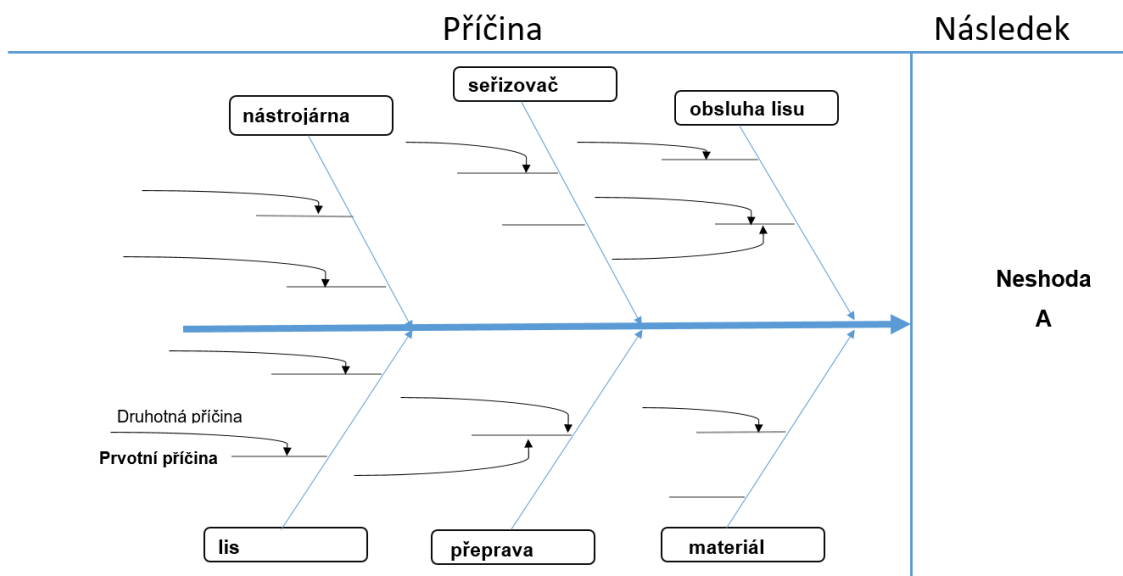 Příčina
Následek
nástrojárna
seřizovač
obsluha lisu
Neshoda
A
Druhotná příčina
Prvotní příčina
lis
přeprava
materiál